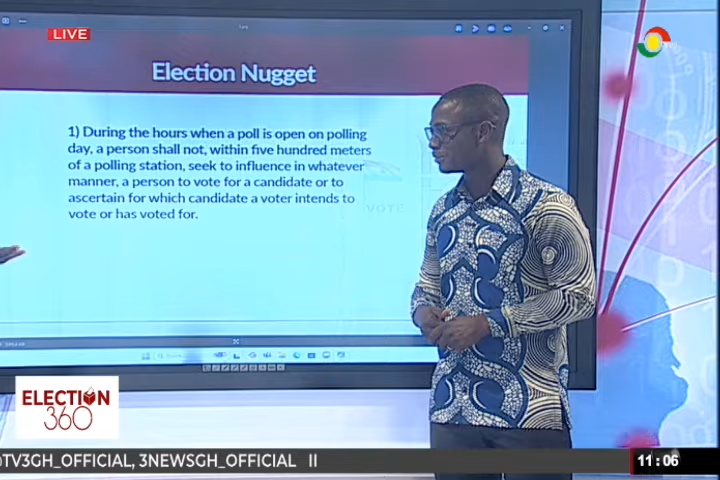 LIVE
Election Nugget
1) During the hours when a poll is open on polling
day, a person shall not, within five hundred meters
of a polling station, seek to influence in whatever
manner, a person to vote for a candidate or to
ascertain for which candidate a voter intends to
vote or has voted for.
VOTE
ELECTION
360°
@TV3GH_OFFICIAL, 3NEWSGH_OFFICIAL II
11:06